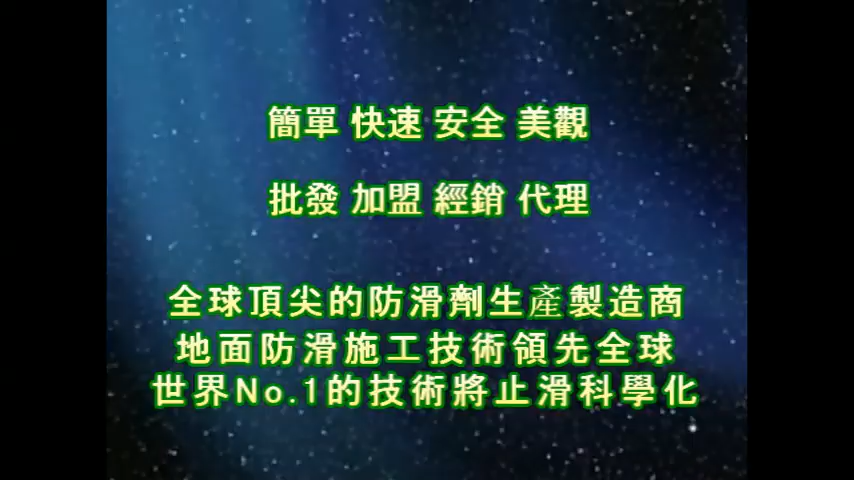 簡單 快速 安全 美觀
批發 加盟 經銷 代理
全球頂尖的防滑劑生產製造商
地面防滑施工技術領先全球
世界No.1的技術將止滑科學化